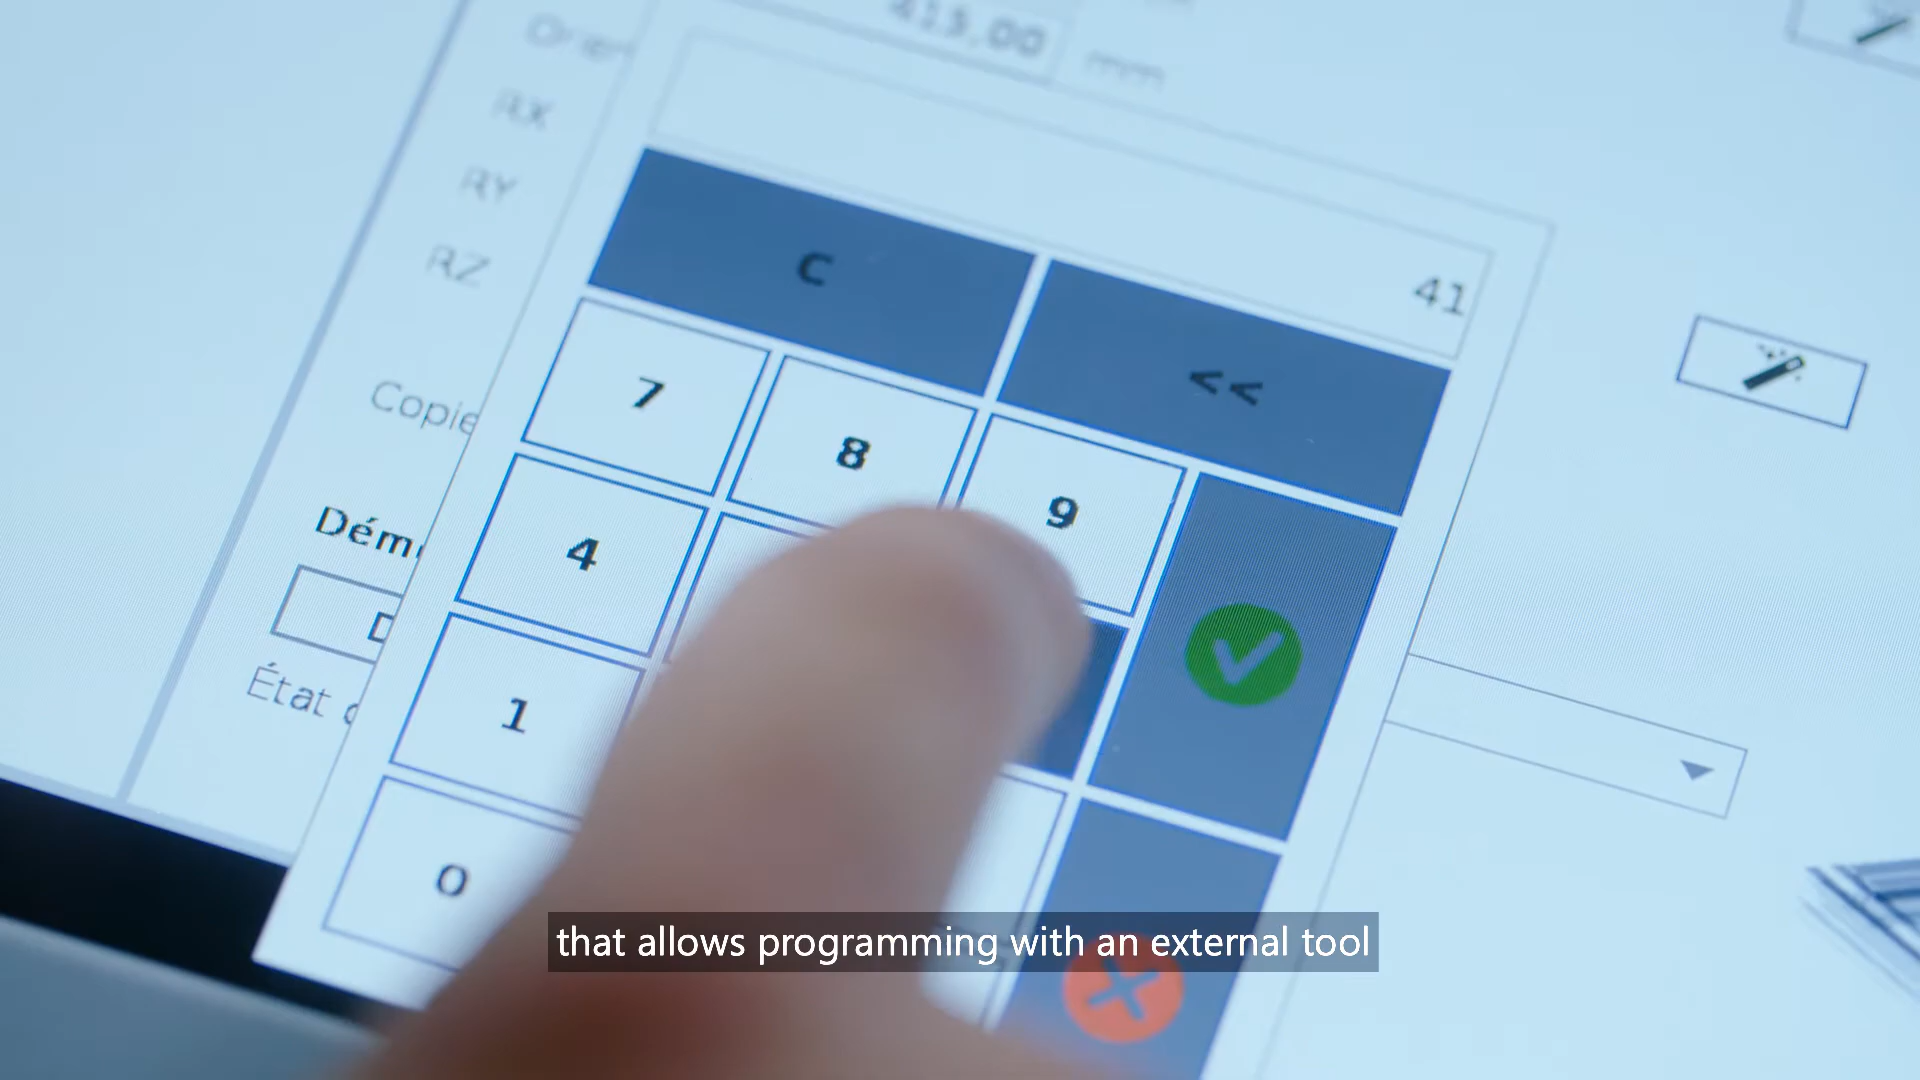 415.00
mm
RX
RY
RZ
41
C
<<
7
8
9
Copie
4
Dém
1
État
0
that allows programming with an external tool